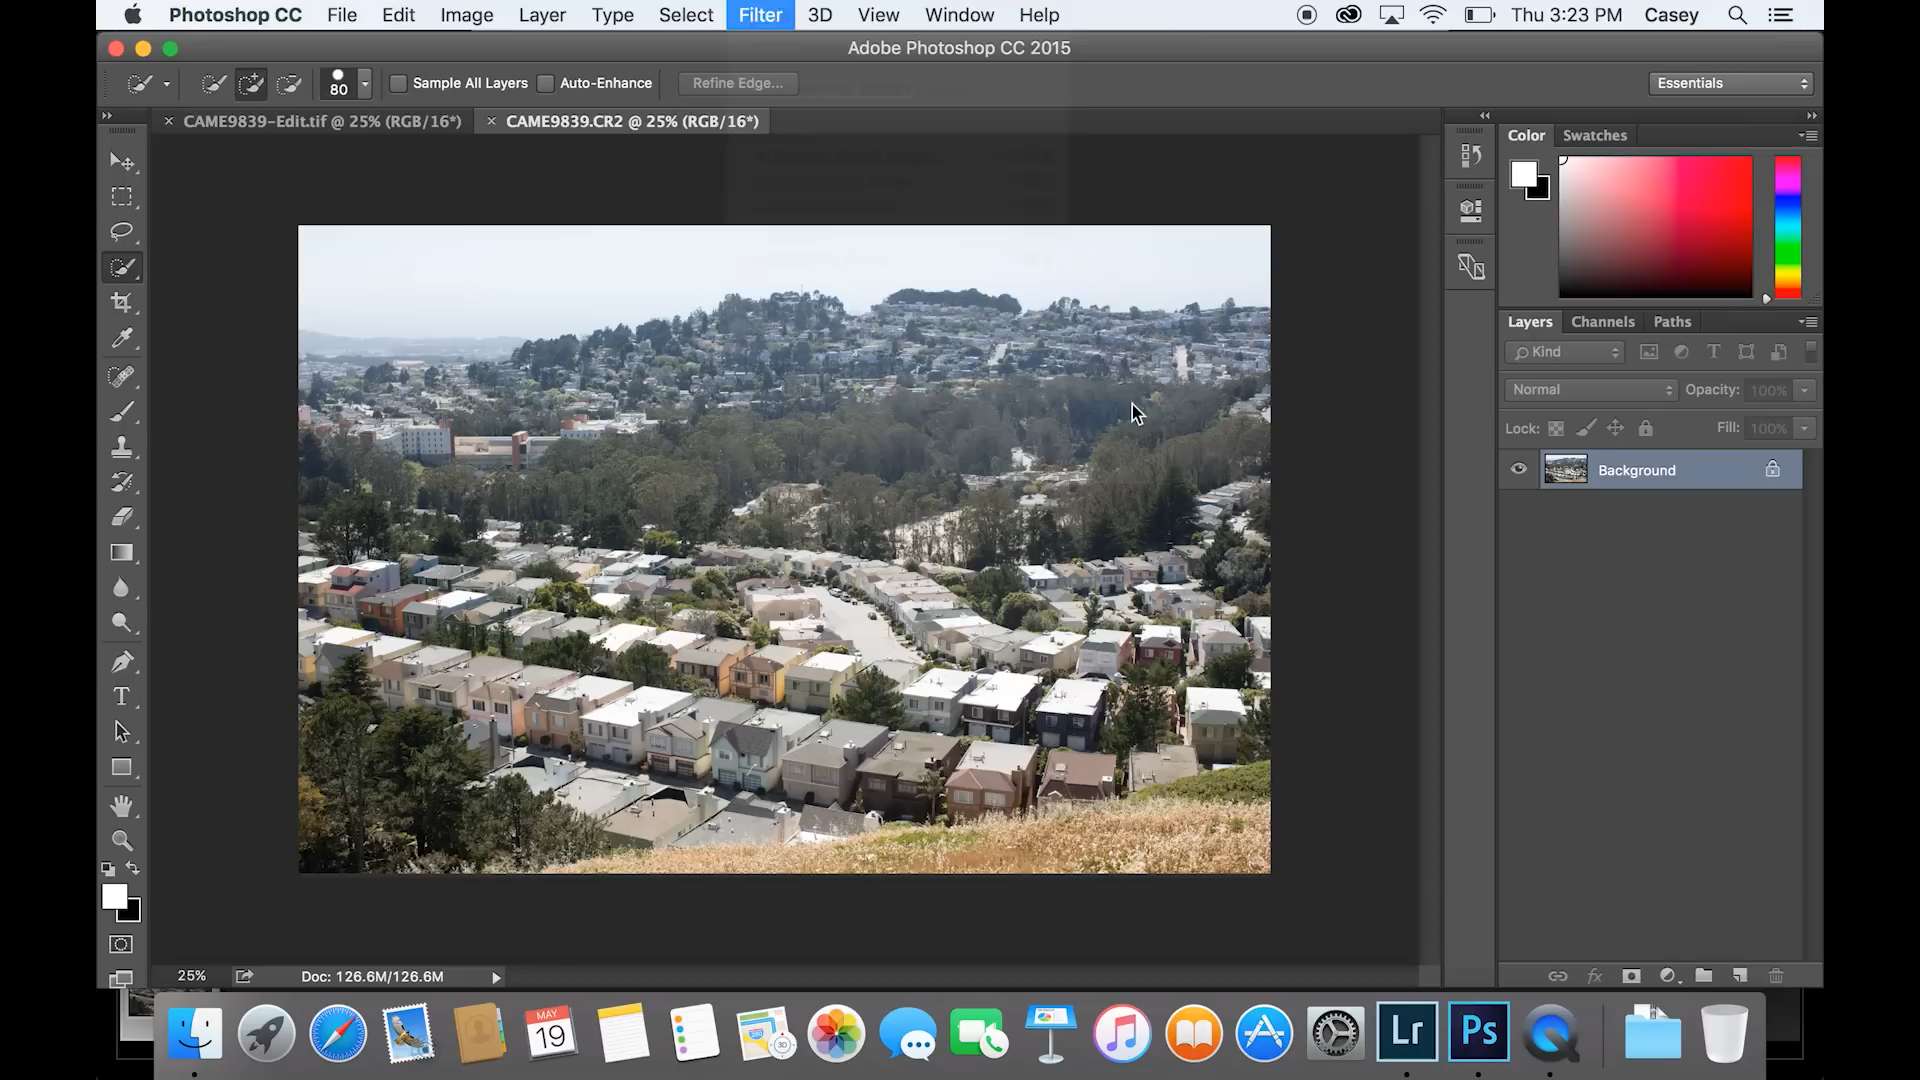 Photoshop CC File Edit Image Layer Type Select Filter 3D View Window Help Thu 3:23 PM Casey
Adobe Photoshop CC 2015
80 Sample All Layers Auto-Enhance Refine Edge... Essentials
× CAME9839-Edit.tif @ 25% (RGB/16*) × CAME9839.CR2 @ 25% (RGB/16*)
Color Swatches
Layers Channels Paths
Kind
Normal Opacity: 100%
Lock: Fill: 100%
Background
25% Doc: 126.6M/126.6M
MAY
19
Lr Ps